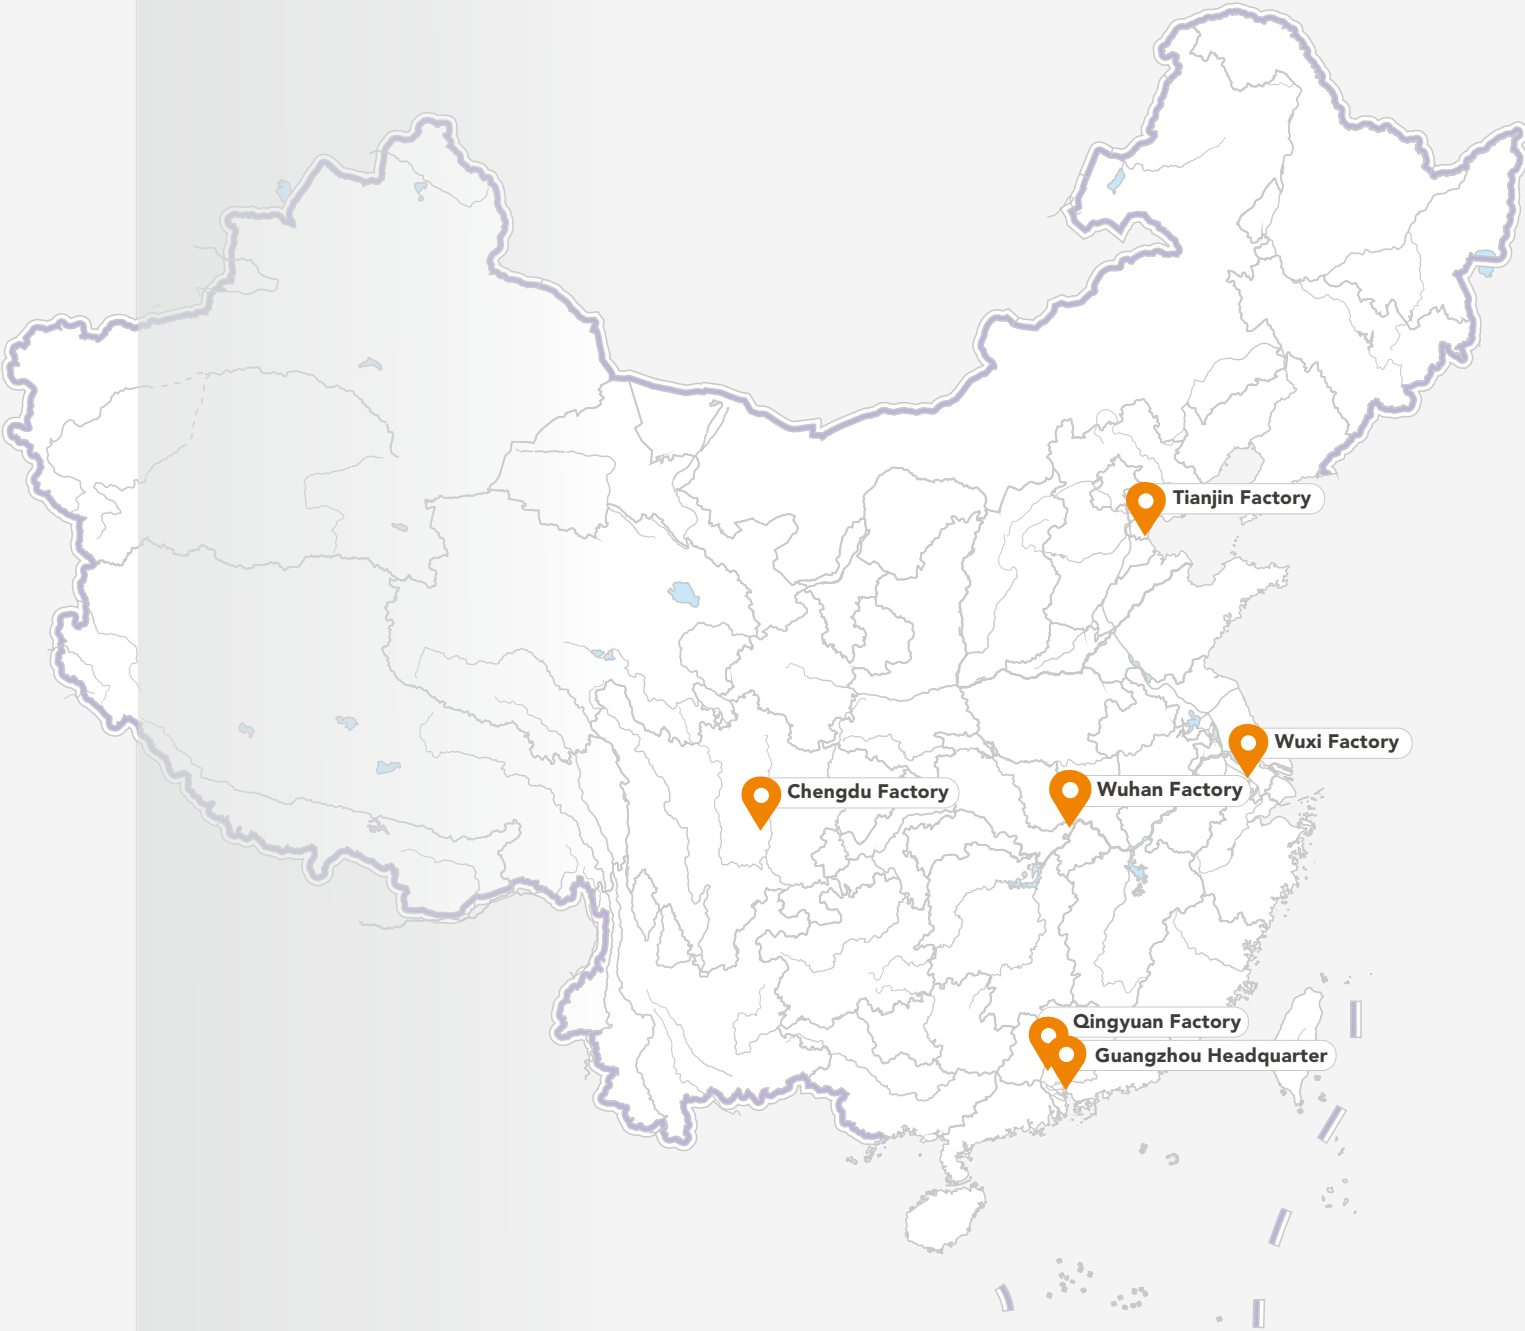 Tianjin Factory
Wuxi Factory
Chengdu Factory
Wuhan Factory
Qingyuan Factory
Guangzhou Headquarter